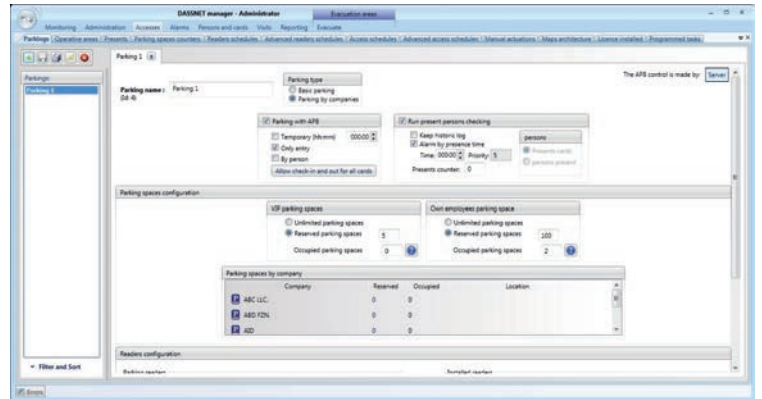 DASSNET manager - Administrator
Evacuation areas
Monitoring Administration Accesses Alarms Persons and cards Visits Reporting Evacuate
Parkings Operative areas Presents Parking spaces counters Readers schedules Advanced readers schedules Access schedules Advanced access schedules Manual actuations Maps architecture Licence installed Programmed tasks
Parking 1
Parkings
Parking 1
The APB control is made by: Server
Parking name: Parking 1
(Id: 4)
Parking type
Basic parking
Parking by companies
Parking with APB
Temporary (hh:mm) 000:00
Only entry
By person
Allow check-in and out for all cards
Run present persons checking
Keep historic log
Alarm by presence time
Time: 000:00 Priority: 5
Presents counter: 0
persons
Presents cards
persons present
Parking spaces configuration
VIP parking spaces
Unlimited parking spaces
Reserved parking spaces 5
Occupied parking spaces 0
Own employees parking space
Unlimited parking spaces
Reserved parking spaces 100
Occupied parking spaces 2
Parking spaces by company
Company Reserved Occupied Location
ABC LLC. 0 0
ABD FZN. 0 0
AID 0 0
Readers configuration
Parking readers
Installed readers
Filter and Sort
Errors